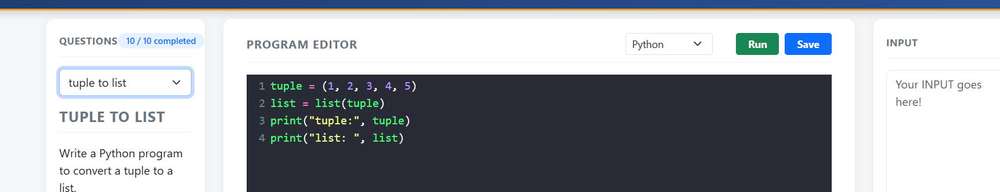 QUESTIONS 10 / 10 completed
tuple to list
TUPLE TO LIST
Write a Python program
to convert a tuple to a
list.
PROGRAM EDITOR Python Run Save
1 tuple = (1, 2, 3, 4, 5)
2 list = list(tuple)
3 print("tuple:", tuple)
4 print("list: ", list)
INPUT
Your INPUT goes
here!